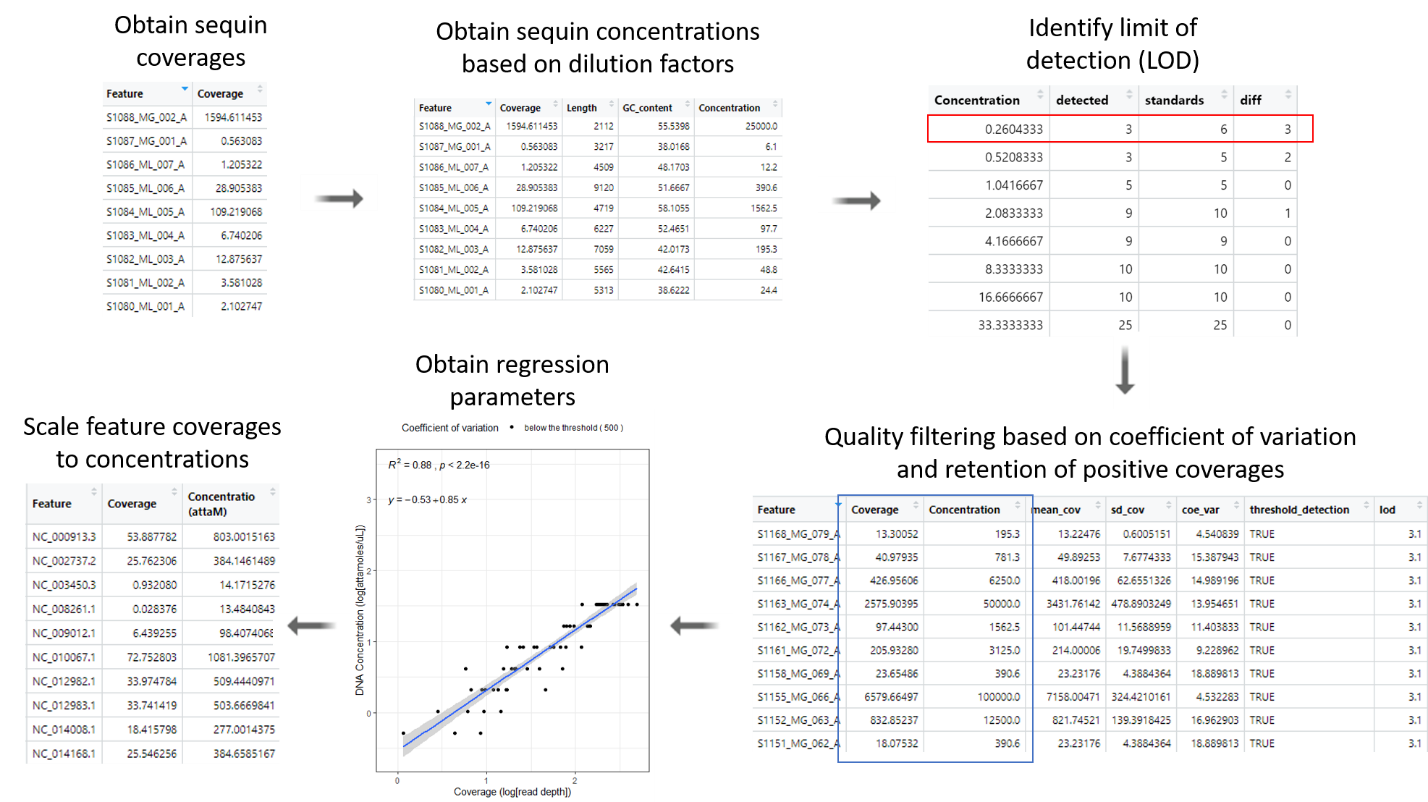 Obtain sequin
coverages
Feature Coverage
S1088_MG_002_A 1594.611453
S1087_MG_001_A 0.563083
S1086_ML_007_A 1.205322
S1085_ML_006_A 28.905383
S1084_ML_005_A 109.219068
S1083_ML_004_A 6.740206
S1082_ML_003_A 12.875637
S1081_ML_002_A 3.581028
S1080_ML_001_A 2.102747
Obtain sequin concentrations
based on dilution factors
Feature Coverage Length GC_content Concentration
S1088_MG_002_A 1594.611453 2112 55.5398 25000.0
S1087_MG_001_A 0.563083 3217 38.0168 6.1
S1086_ML_007_A 1.205322 4509 48.1703 12.2
S1085_ML_006_A 28.905383 9120 51.6667 390.6
S1084_ML_005_A 109.219068 4719 58.1055 1562.5
S1083_ML_004_A 6.740206 6227 52.4651 97.7
S1082_ML_003_A 12.875637 7059 42.0173 195.3
S1081_ML_002_A 3.581028 5565 42.6415 48.8
S1080_ML_001_A 2.102747 5313 38.6222 24.4
Identify limit of
detection (LOD)
Concentration detected standards diff
0.2604333 3 6 3
0.5208333 3 5 2
1.0416667 5 5 0
2.0833333 9 10 1
4.1666667 9 9 0
8.3333333 10 10 0
16.6666667 10 10 0
33.3333333 25 25 0
Quality filtering based on coefficient of variation
and retention of positive coverages
Feature Coverage Concentration mean_cov sd_cov coe_var threshold_detection lod
S1168_MG_079_A 13.30052 195.3 13.22476 0.6005151 4.540839 TRUE 3.1
S1167_MG_078_A 40.97935 781.3 49.89253 7.6774333 15.387943 TRUE 3.1
S1166_MG_077_A 426.95606 6250.0 418.00196 62.6551326 14.989196 TRUE 3.1
S1163_MG_074_A 2575.90395 50000.0 3431.76142 478.8903249 13.954651 TRUE 3.1
S1162_MG_073_A 97.44300 1562.5 101.44744 11.5688959 11.403833 TRUE 3.1
S1161_MG_072_A 205.93280 3125.0 214.00006 19.7499833 9.228962 TRUE 3.1
S1158_MG_069_A 23.65486 390.6 23.23176 4.3884364 18.889813 TRUE 3.1
S1155_MG_066_A 6579.66497 100000.0 7158.00471 324.4210161 4.532283 TRUE 3.1
S1152_MG_063_A 832.85237 12500.0 821.74521 139.3918425 16.962903 TRUE 3.1
S1151_MG_062_A 18.07532 390.6 23.23176 4.3884364 18.889813 TRUE 3.1
Obtain regression
parameters
Coefficient of variation • below the threshold ( 500 )
R² = 0.88 , p < 2.2e-16
y = −0.53 + 0.85 x
DNA Concentration (log[attamoles/uL])
3
2
1
0
0 1 2
Coverage (log[read depth])
Scale feature coverages
to concentrations
Feature Coverage Concentratio
(attaM)
NC_000913.3 53.887782 803.0015163
NC_002737.2 25.762306 384.1461489
NC_003450.3 0.932080 14.1715276
NC_008261.1 0.028376 13.4840843
NC_009012.1 6.439255 98.4074068
NC_010067.1 72.752803 1081.3965707
NC_012982.1 33.974784 509.4440971
NC_012983.1 33.741419 503.6669841
NC_014008.1 18.415798 277.0014375
NC_014168.1 25.546256 384.6585167